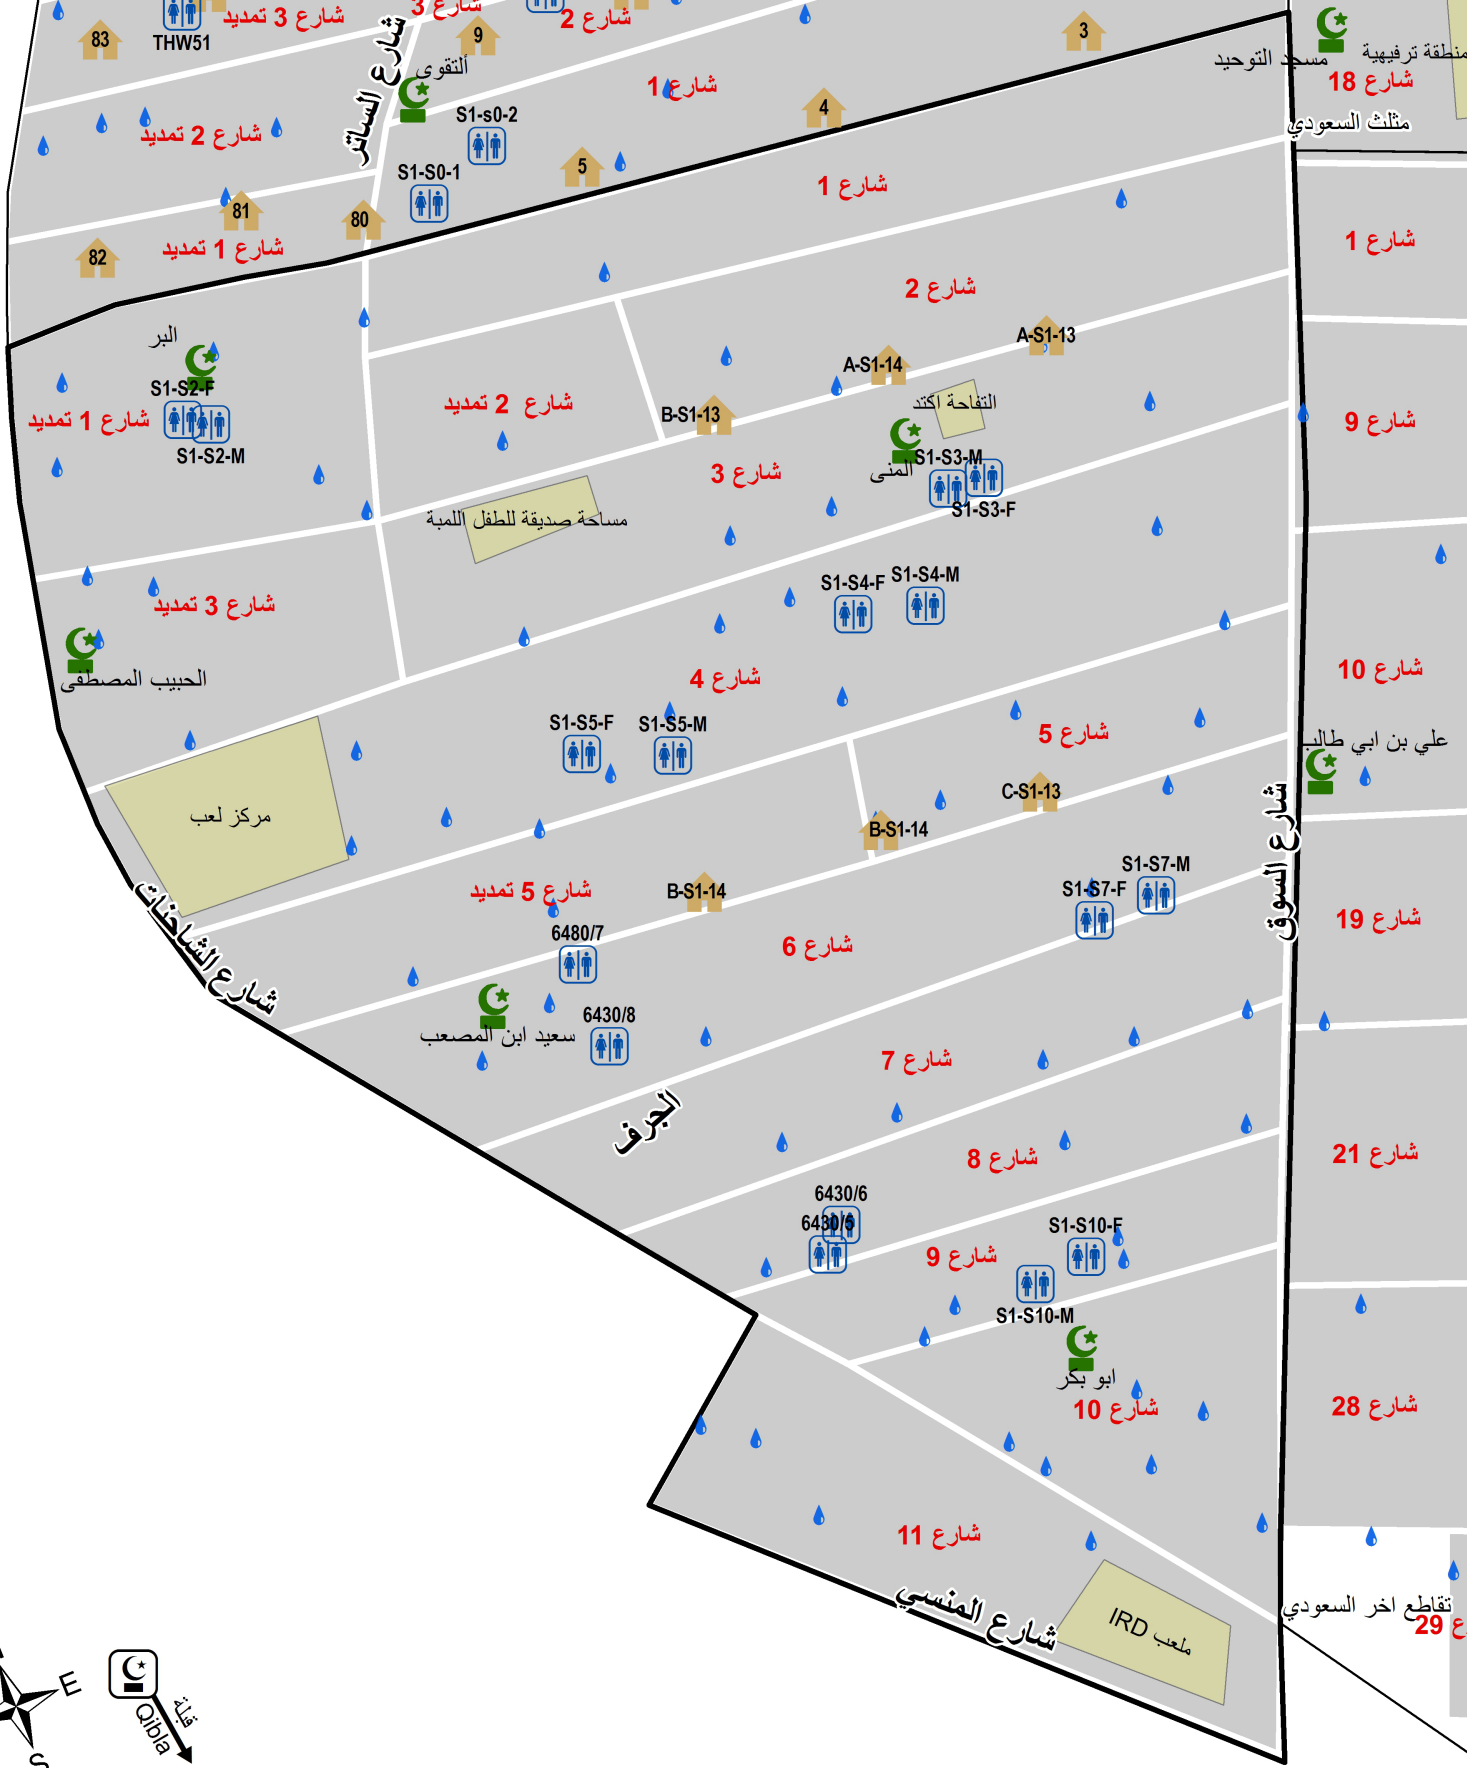 شارع 3 تمديد
شارع 3
شارع 2
83
THW51
9
3
التقوى
مسجد التوحيد
منطقة ترفيهية
شارع الساتر
شارع 1
شارع 18
4
S1-s0-2
مثلث السعودي
شارع 2 تمديد
5
S1-S0-1
شارع 1
81
80
شارع 1
82
شارع 1 تمديد
شارع 2
البر
A-S1-13
A-S1-14
S1-S2-F
شارع 2 تمديد
التفاحة اكتد
B-S1-13
شارع 1 تمديد
شارع 9
S1-S2-M
S1-S3-M
المنى
شارع 3
S1-S3-F
مساحة صديقة للطفل اللمبة
S1-S4-M
S1-S4-F
شارع 3 تمديد
شارع 10
الحبيب المصطفى
شارع 4
S1-S5-F
S1-S5-M
شارع 5
علي بن ابي طالب
C-S1-13
مركز لعب
B-S1-14
شارع السوق
S1-S7-M
شارع 5 تمديد
B-S1-14
S1-S7-F
شارع 19
شارع الشاحنات
6480/7
شارع 6
6430/8
سعيد ابن المصعب
شارع 7
الجرف
شارع 21
شارع 8
6430/6
6430/5
S1-S10-F
شارع 9
S1-S10-M
ابو بكر
شارع 10
شارع 28
شارع 11
شارع المنسي
ملعب IRD
تقاطع اخر السعودي
29
E
S
Qibla
قبلة